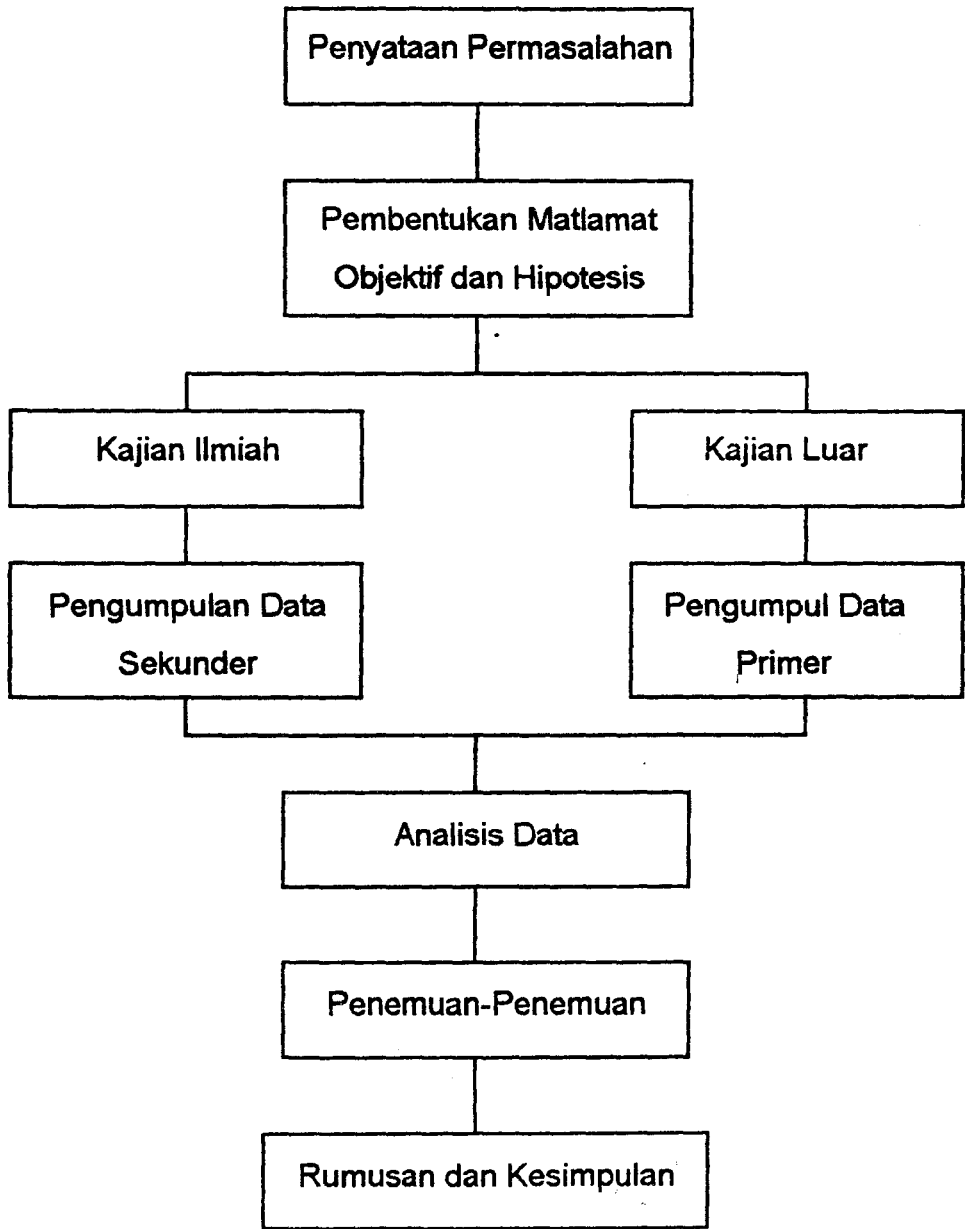 Penyataan Permasalahan
Pembentukan Matlamat
Objektif dan Hipotesis
Kajian Ilmiah
Kajian Luar
Pengumpulan Data
Sekunder
Pengumpul Data
Primer
Analisis Data
Penemuan-Penemuan
Rumusan dan Kesimpulan